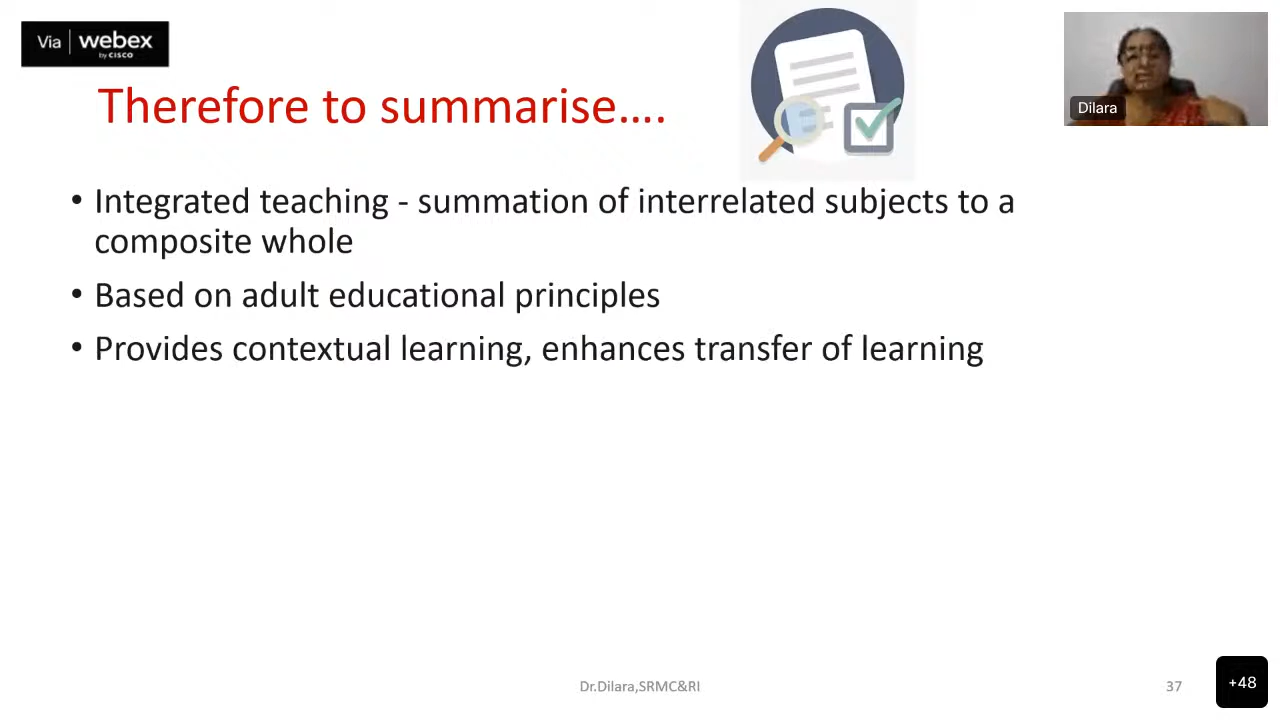 Via | webex
by CISCO
Dilara
Therefore to summarise....
• Integrated teaching - summation of interrelated subjects to a
composite whole
• Based on adult educational principles
• Provides contextual learning, enhances transfer of learning
Dr.Dilara,SRMC&RI
37
+48